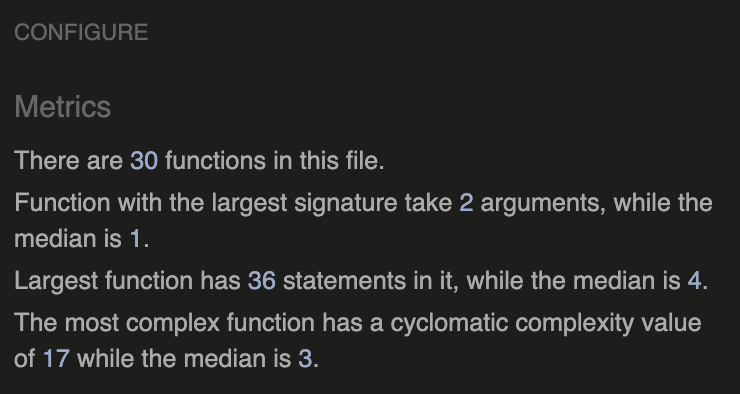 CONFIGURE
Metrics
There are 30 functions in this file.
Function with the largest signature take 2 arguments, while the
median is 1.
Largest function has 36 statements in it, while the median is 4.
The most complex function has a cyclomatic complexity value
of 17 while the median is 3.